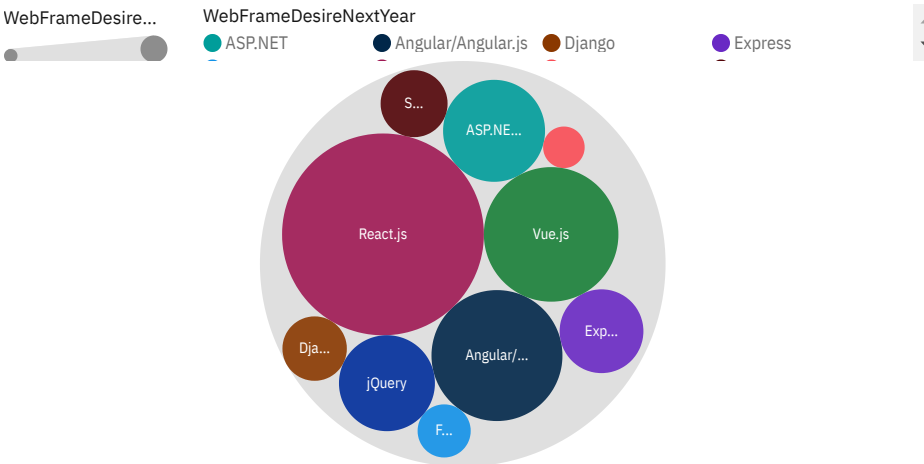 WebFrameDesire...
WebFrameDesireNextYear
ASP.NET
Angular/Angular.js
Django
Express
S...
ASP.NE...
React.js
Vue.js
Exp...
Dja...
Angular/...
jQuery
F...